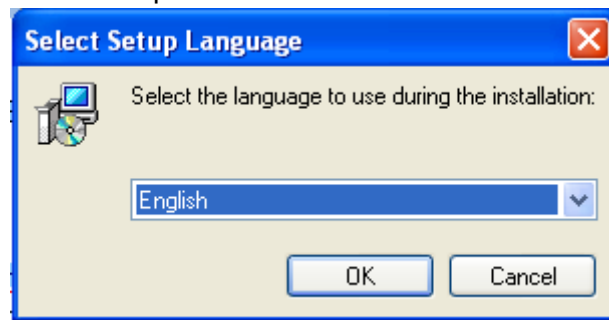 Select Setup Language
Select the language to use during the installation:
English
OK
Cancel